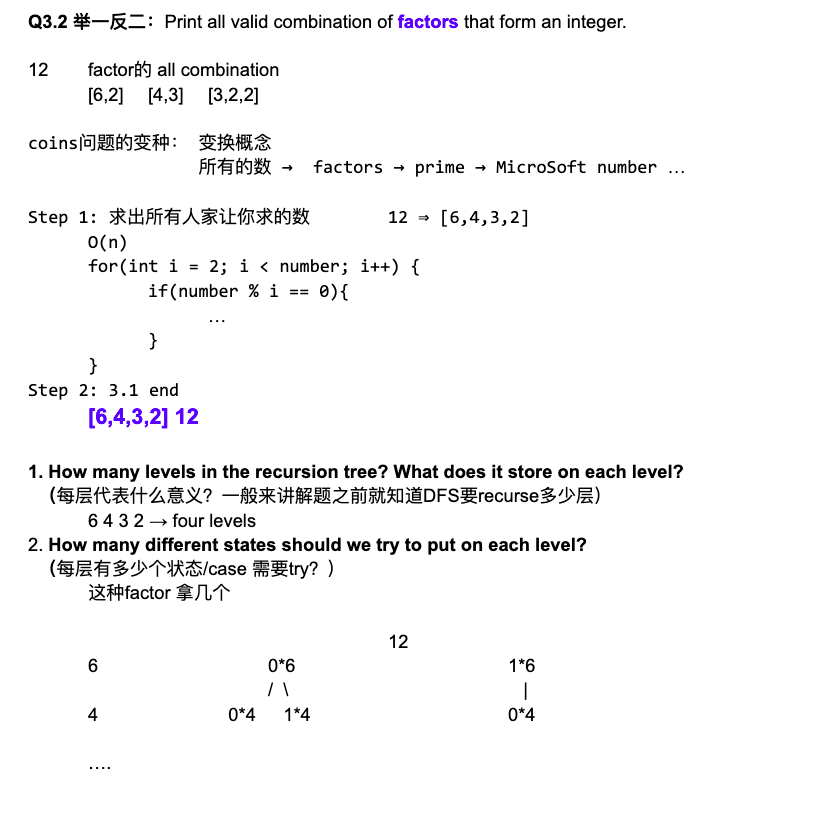 Q3.2 举一反二：Print all valid combination of factors that form an integer.
12 factor的 all combination
[6,2] [4,3] [3,2,2]
coins问题的变种： 变换概念
所有的数 → factors → prime → MicroSoft number …
Step 1: 求出所有人家让你求的数 12 ⇒ [6,4,3,2]
O(n)
for(int i = 2; i < number; i++) {
if(number % i == 0){
…
}
}
Step 2: 3.1 end
[6,4,3,2] 12
1. How many levels in the recursion tree? What does it store on each level?
（每层代表什么意义？一般来讲解题之前就知道DFS要recurse多少层）
6 4 3 2 → four levels
2. How many different states should we try to put on each level?
（每层有多少个状态/case 需要try？）
这种factor 拿几个
12
6 0*6 1*6
/ \ |
4 0*4 1*4 0*4
….